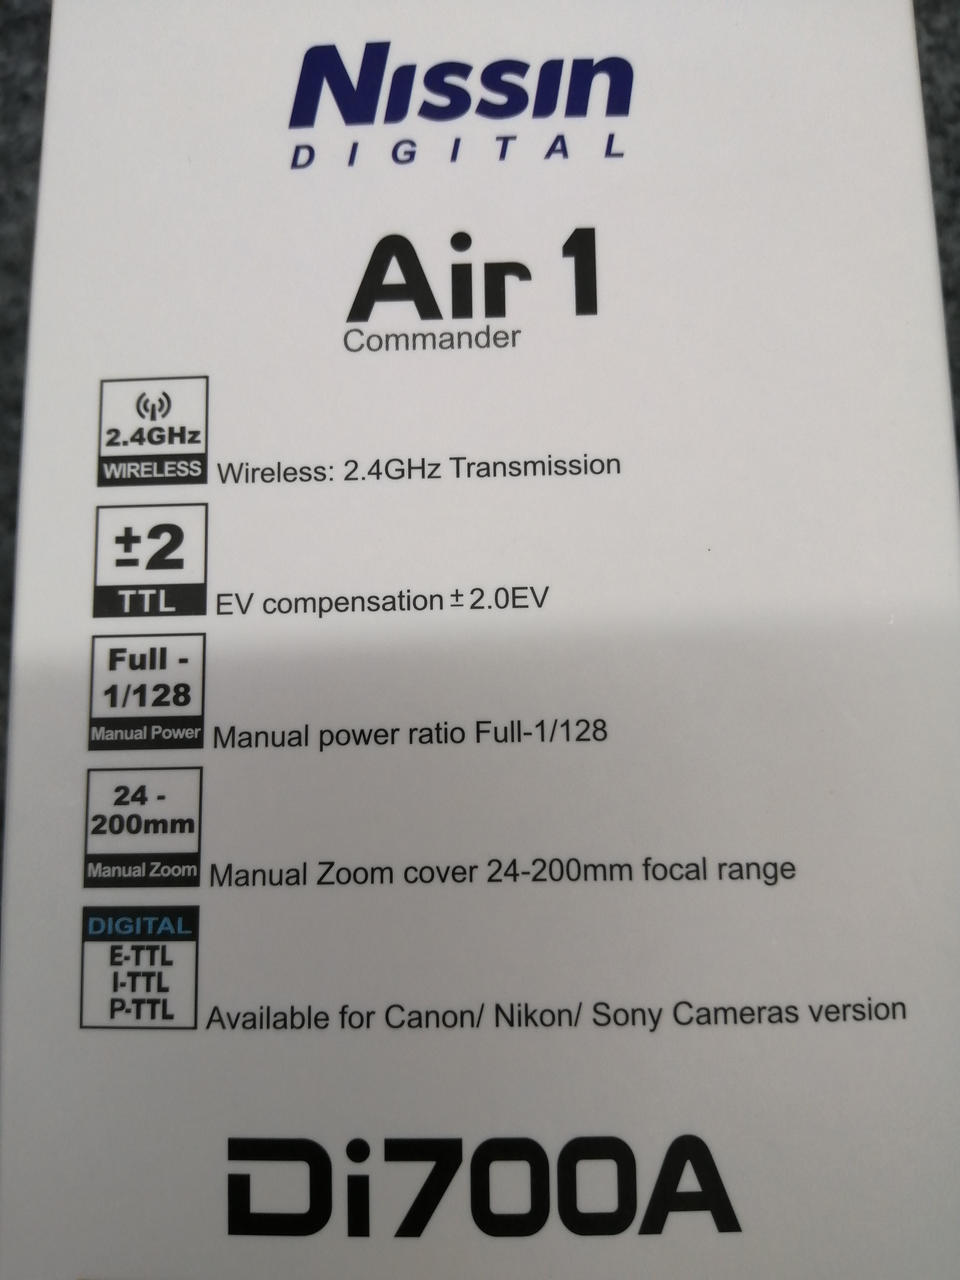 Nissin
DIGITAL
Air 1
Commander
2.4GHz
WIRELESS Wireless: 2.4GHz Transmission
±2
TTL EV compensation ± 2.0EV
Full -
1/128
Manual Power Manual power ratio Full-1/128
24 -
200mm
Manual Zoom Manual Zoom cover 24-200mm focal range
DIGITAL
E-TTL
I-TTL
P-TTL Available for Canon/ Nikon/ Sony Cameras version
Di700A